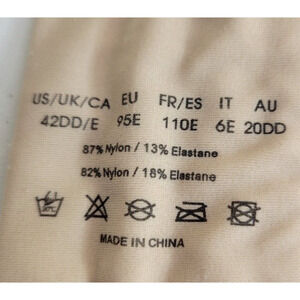 US/UK/CA EU FR/ES IT AU
42DD/E 95E 110E 6E 20DD
87% Nylon / 13% Elastane
82% Nylon / 18% Elastane
MADE IN CHINA